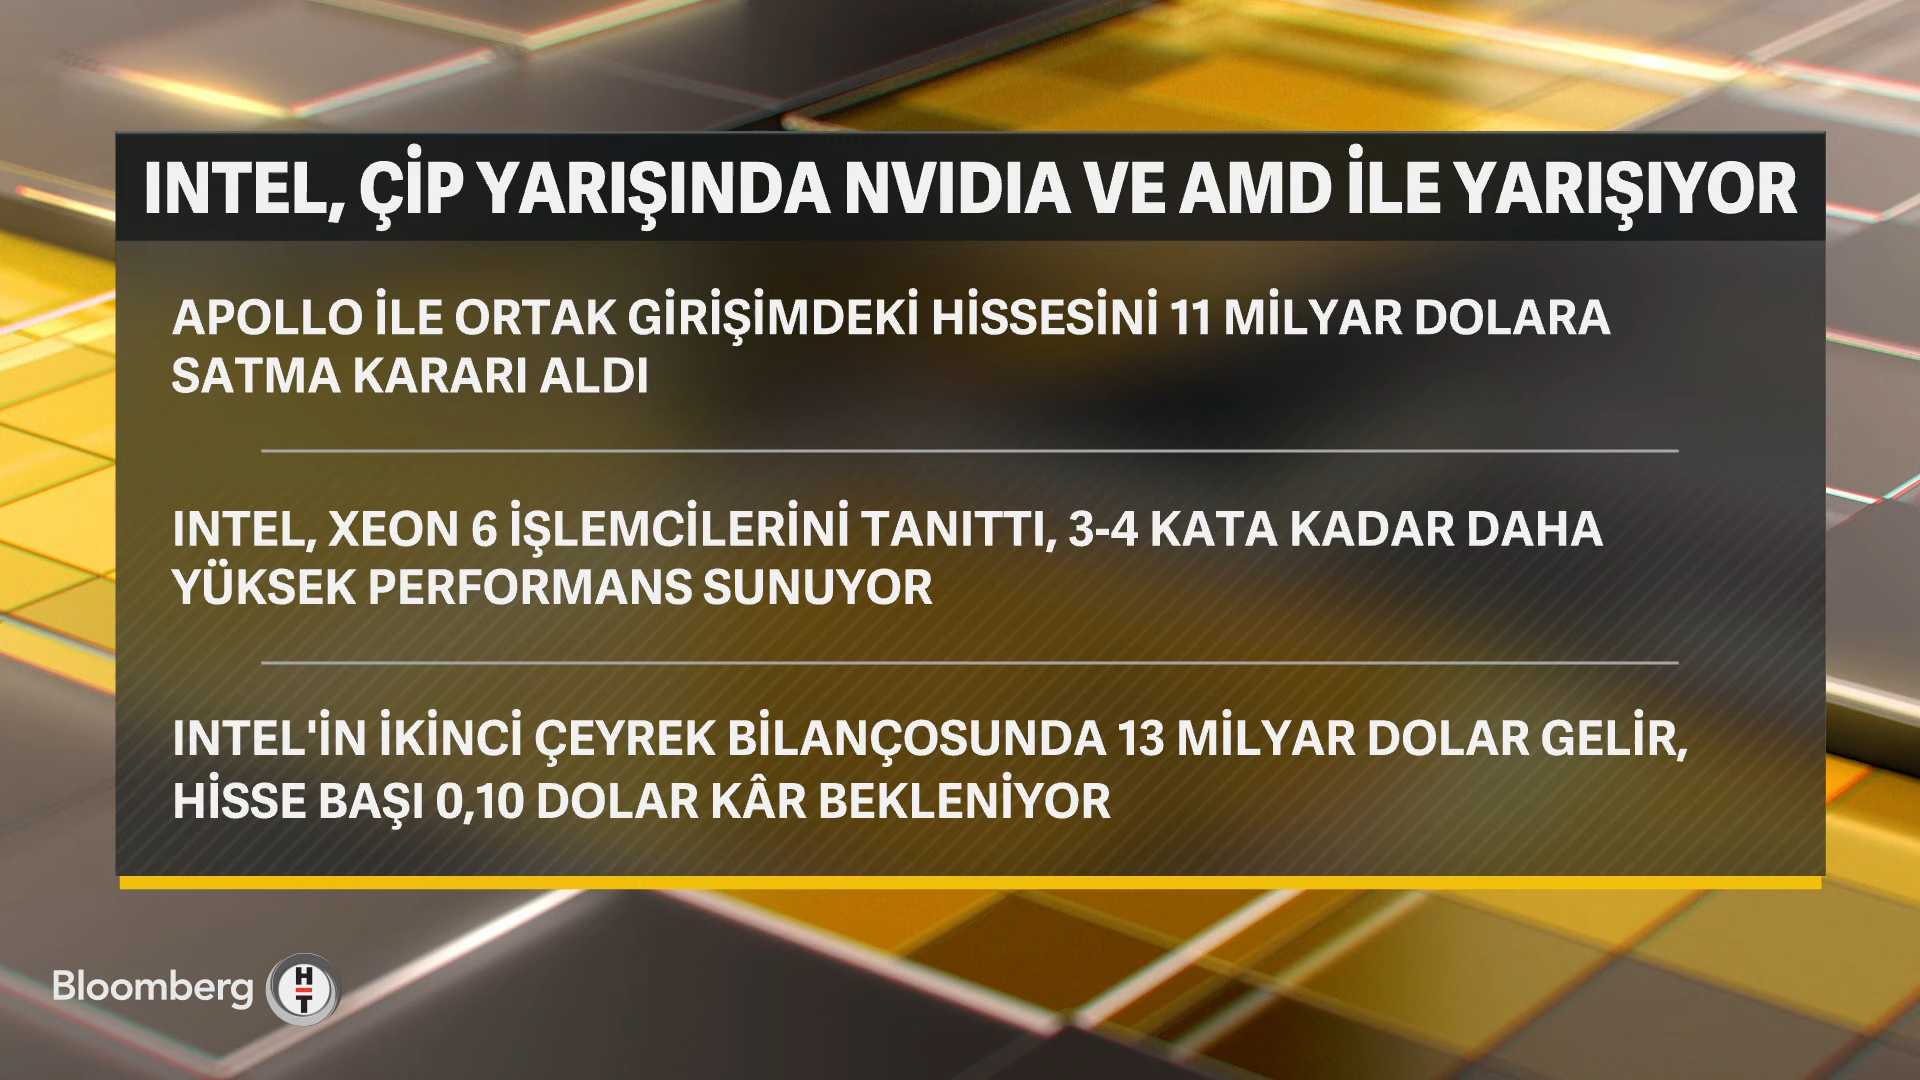 INTEL, ÇİP YARIŞINDA NVIDIA VE AMD İLE YARIŞIYOR
APOLLO İLE ORTAK GİRİŞİMDEKİ HİSSESİNİ 11 MİLYAR DOLARA
SATMA KARARI ALDI
INTEL, XEON 6 İŞLEMCİLERİNİ TANITTI, 3-4 KATA KADAR DAHA
YÜKSEK PERFORMANS SUNUYOR
INTEL'İN İKİNCİ ÇEYREK BİLANÇOSUNDA 13 MİLYAR DOLAR GELİR,
HİSSE BAŞI 0,10 DOLAR KÂR BEKLENİYOR
Bloomberg HT